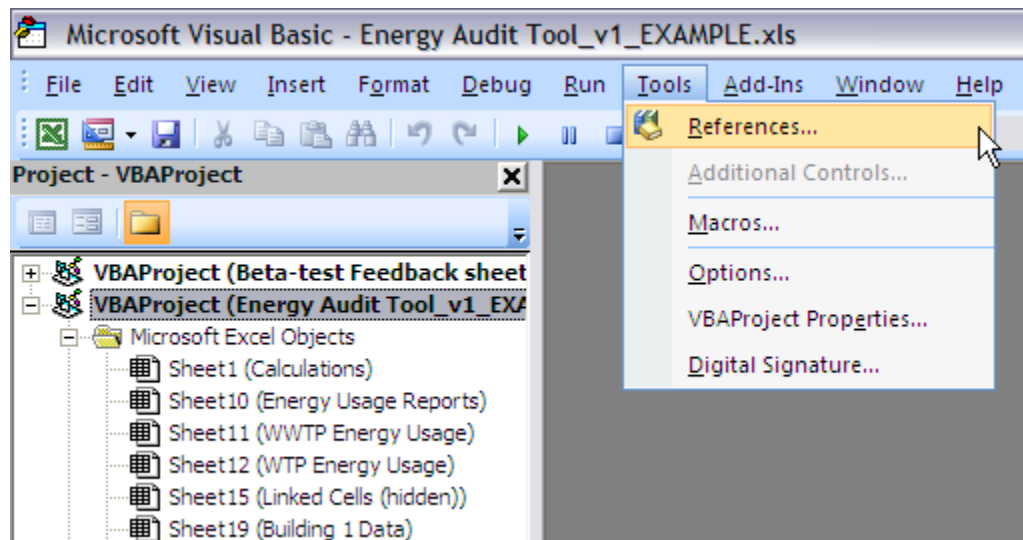 Microsoft Visual Basic - Energy Audit Tool_v1_EXAMPLE.xls
File Edit View Insert Format Debug Run Tools Add-Ins Window Help
References...
Additional Controls...
Macros...
Options...
VBAProject Properties...
Digital Signature...
Project - VBAProject
VBAProject (Beta-test Feedback sheet
VBAProject (Energy Audit Tool_v1_EXA
Microsoft Excel Objects
Sheet1 (Calculations)
Sheet10 (Energy Usage Reports)
Sheet11 (WWTP Energy Usage)
Sheet12 (WTP Energy Usage)
Sheet15 (Linked Cells (hidden))
Sheet19 (Building 1 Data)